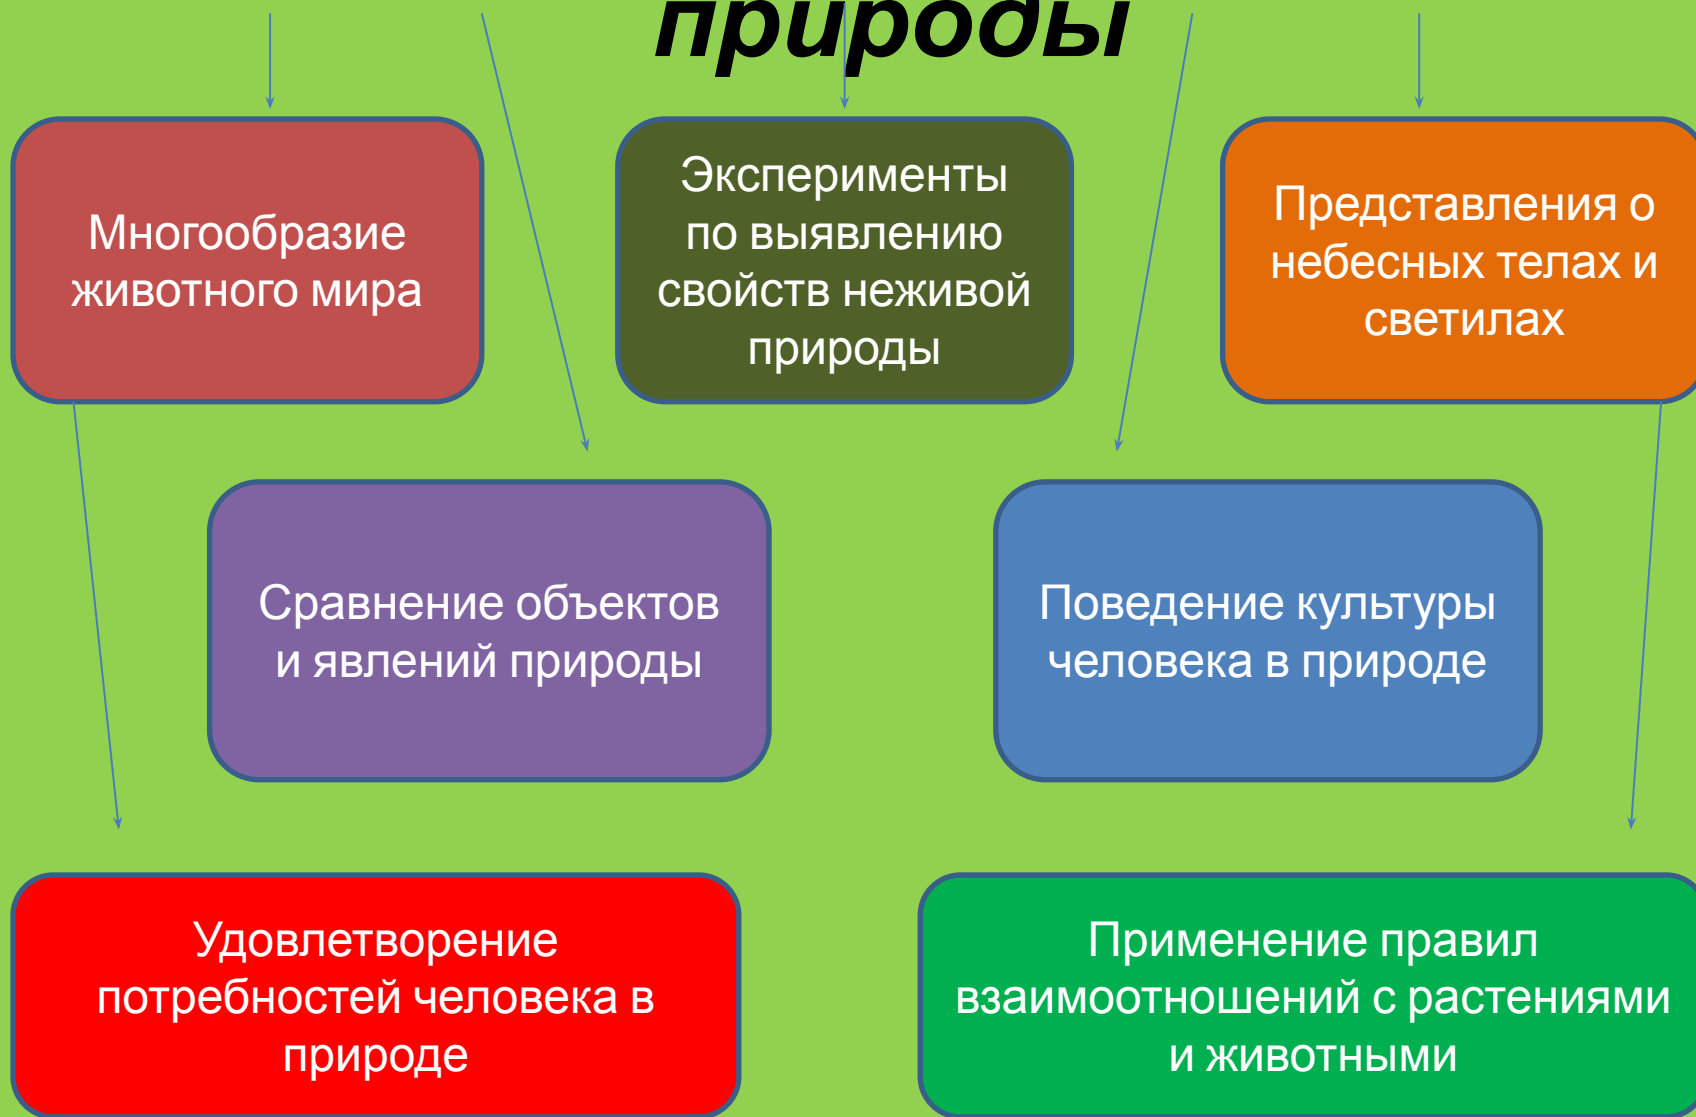 природы
Многообразие
животного мира
Эксперименты
по выявлению
свойств неживой
природы
Представления о
небесных телах и
светилах
Сравнение объектов
и явлений природы
Поведение культуры
человека в природе
Удовлетворение
потребностей человека в
природе
Применение правил
взаимоотношений с растениями
и животными